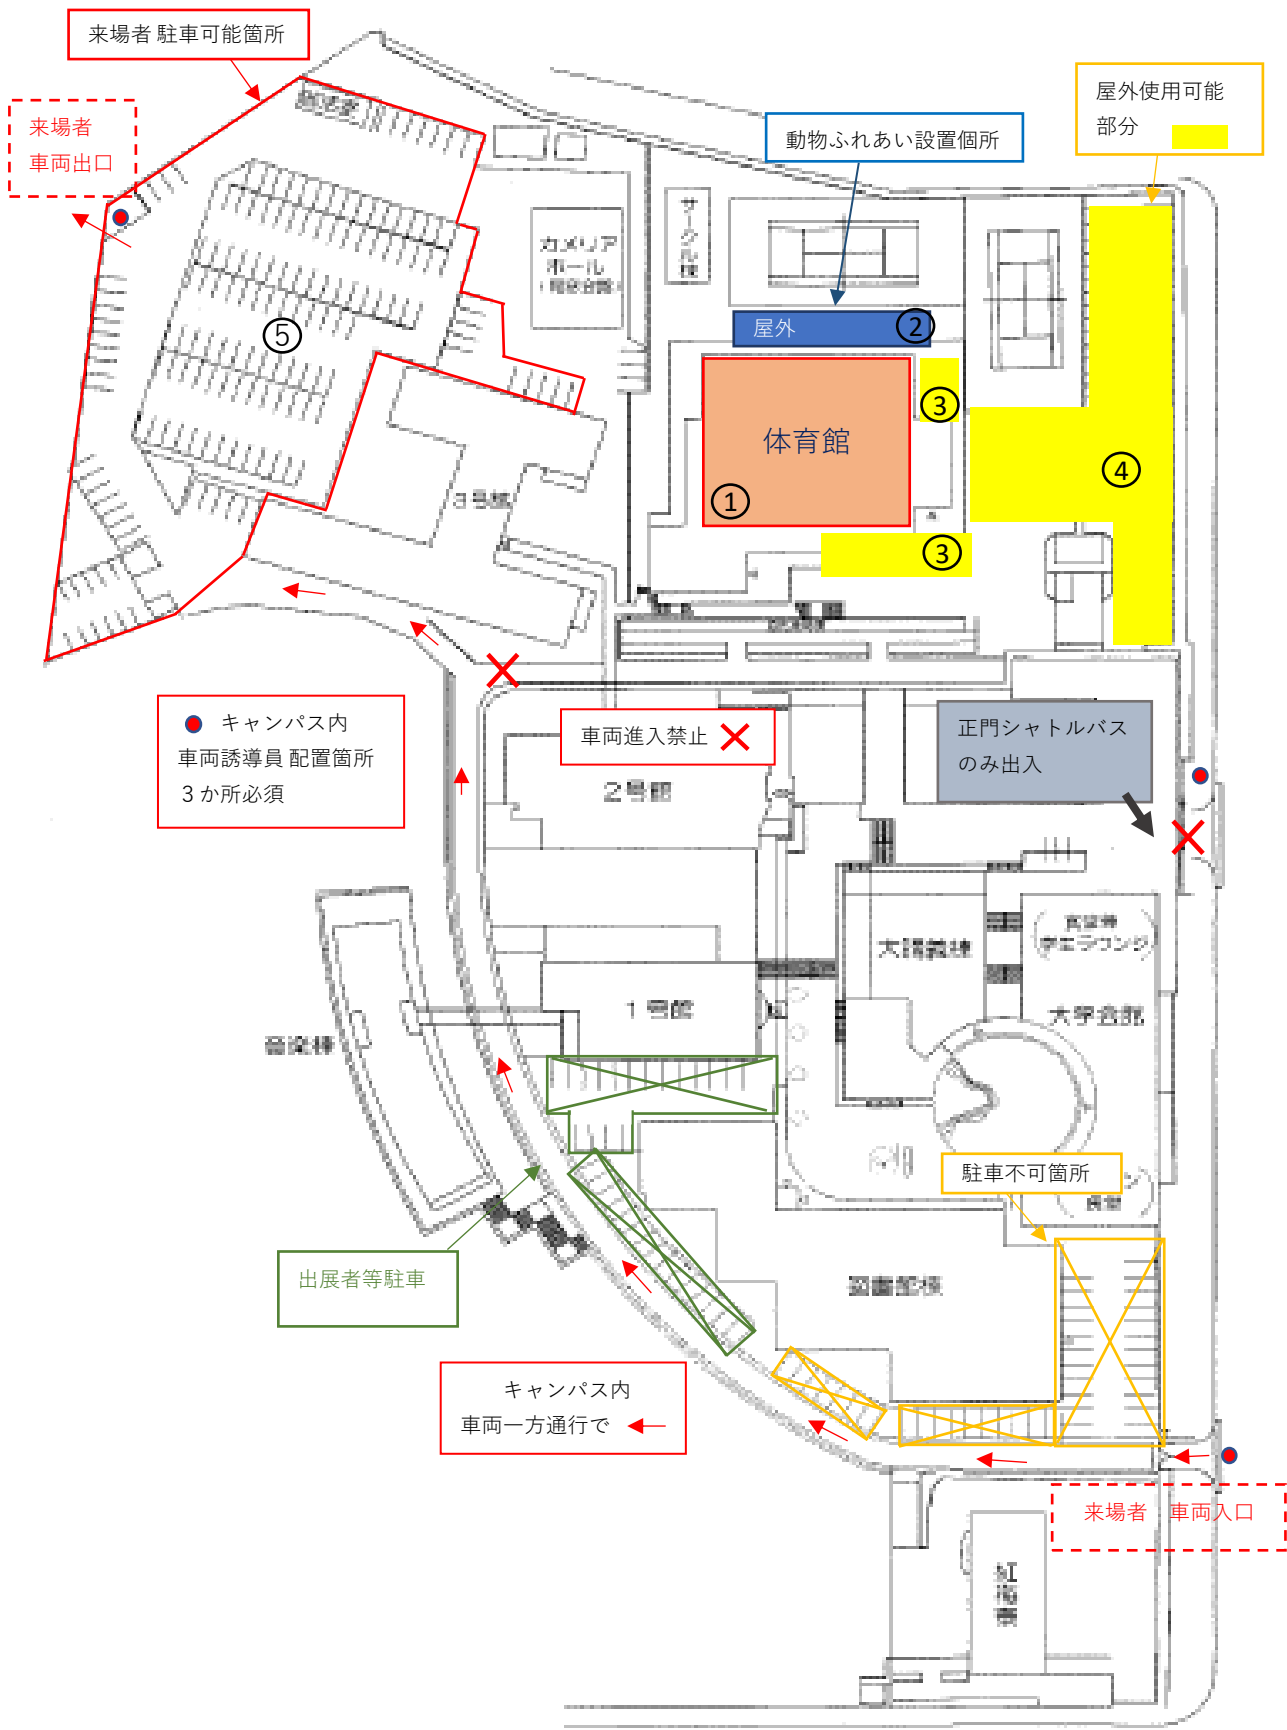 来場者 駐車可能箇所
来場者
車両出口
屋外使用可能
部分
動物ふれあい設置個所
サークル棟
カメリア
ホール
屋外
②
③
⑤
体育館
①
④
③
3号館
キャンパス内
車両誘導員 配置箇所
３か所必須
車両進入禁止
正門シャトルバス
のみ出入
２号館
大講義棟
学生ラウンジ
１号館
大学会館
音楽棟
駐車不可箇所
出展者等駐車
図書館棟
キャンパス内
車両一方通行で
来場者　車両入口